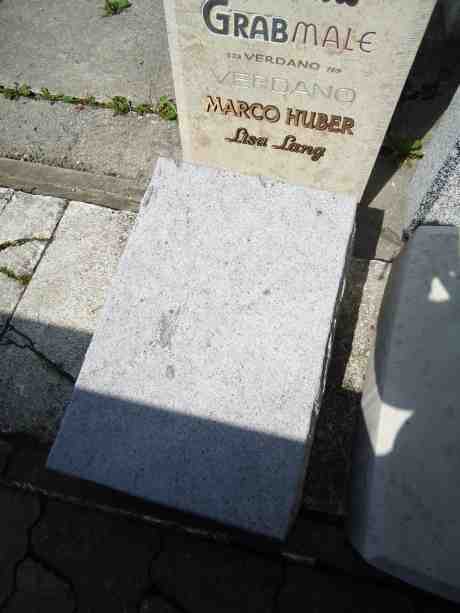 GRABMALE
VERDANO
VERDANO
MARCO HUBER
Lisa Lang